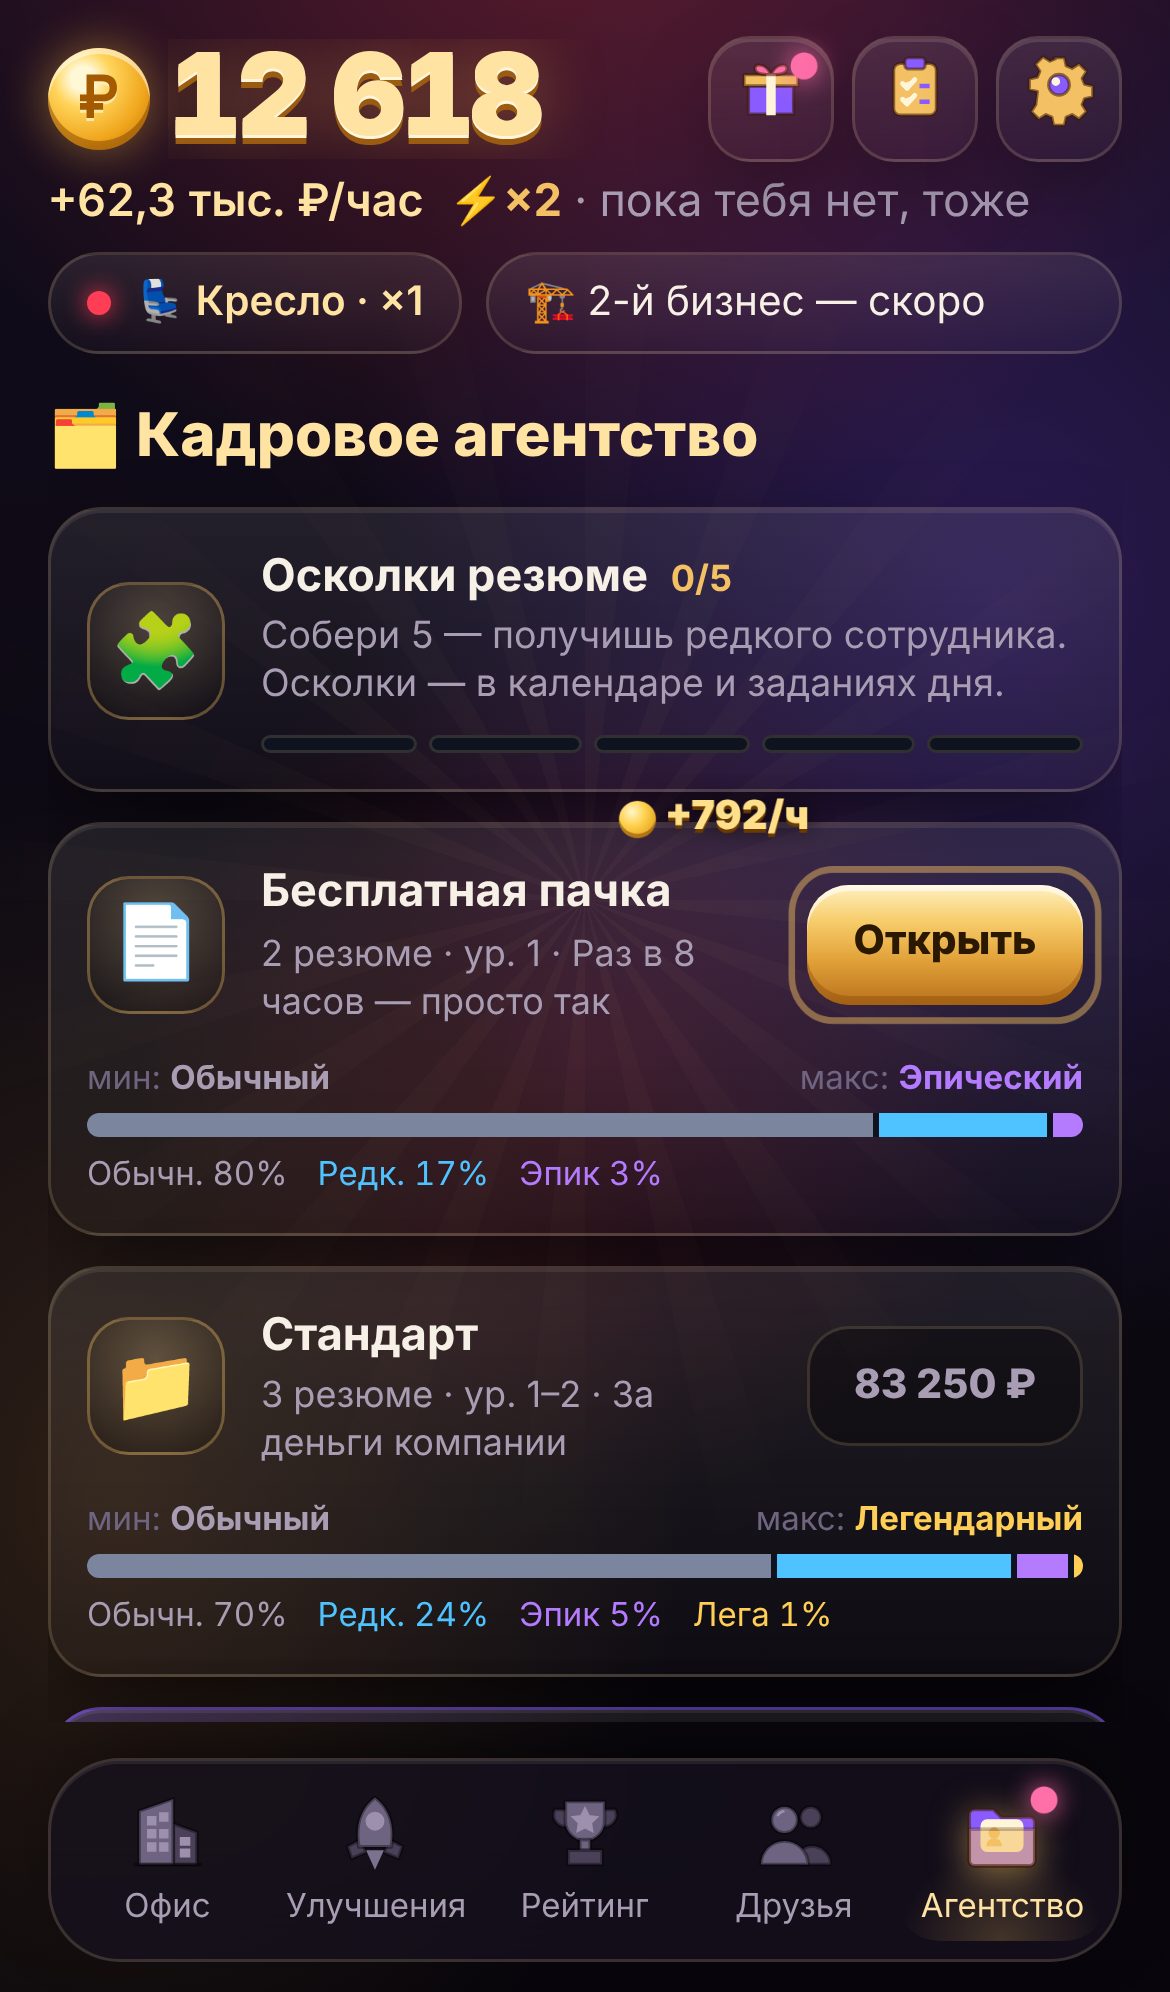 ₽ 12 618
+62,3 тыс. ₽/час ⚡×2 · пока тебя нет, тоже
Кресло · ×1
2-й бизнес — скоро
Кадровое агентство
Осколки резюме 0/5
Собери 5 — получишь редкого сотрудника.
Осколки — в календаре и заданиях дня.
+792/ч
Бесплатная пачка
2 резюме · ур. 1 · Раз в 8
часов — просто так
Открыть
мин: Обычный
макс: Эпический
Обычн. 80% Редк. 17% Эпик 3%
Стандарт
3 резюме · ур. 1–2 · За
деньги компании
83 250 ₽
мин: Обычный
макс: Легендарный
Обычн. 70% Редк. 24% Эпик 5% Лега 1%
Офис
Улучшения
Рейтинг
Друзья
Агентство